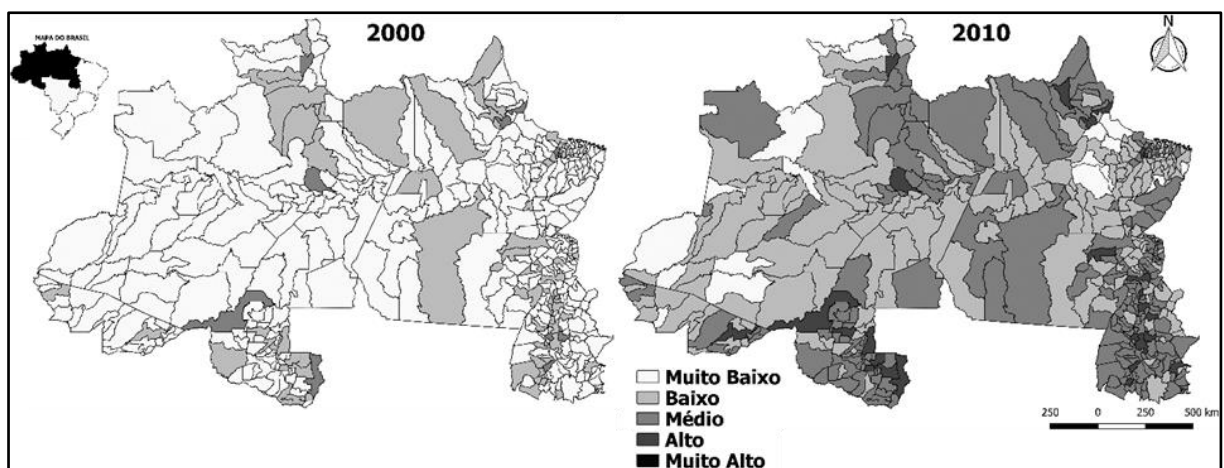 MAPA DO BRASIL
2000
2010
N
Muito Baixo
Baixo
Médio
Alto
Muito Alto
250 0 250 500 km